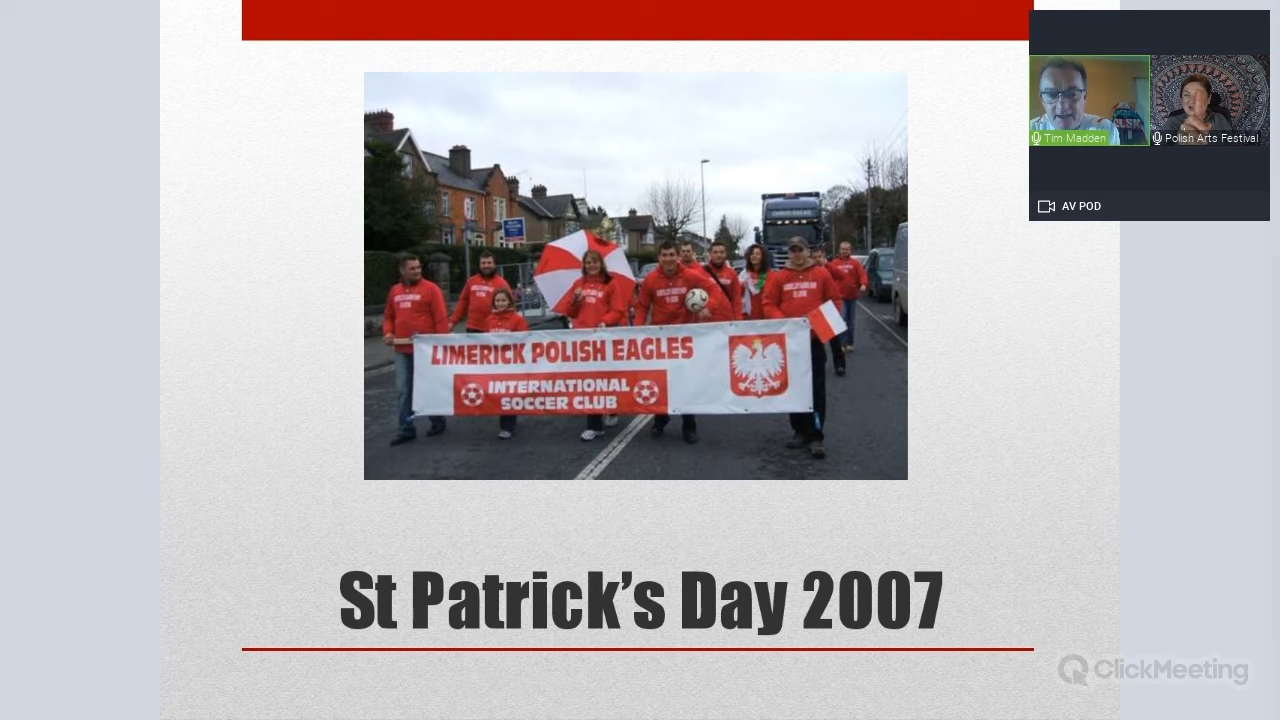 LIMERICK POLISH EAGLES
INTERNATIONAL
SOCCER CLUB
St Patrick’s Day 2007
Tim Madden
Polish Arts Festival
AV POD
ClickMeeting